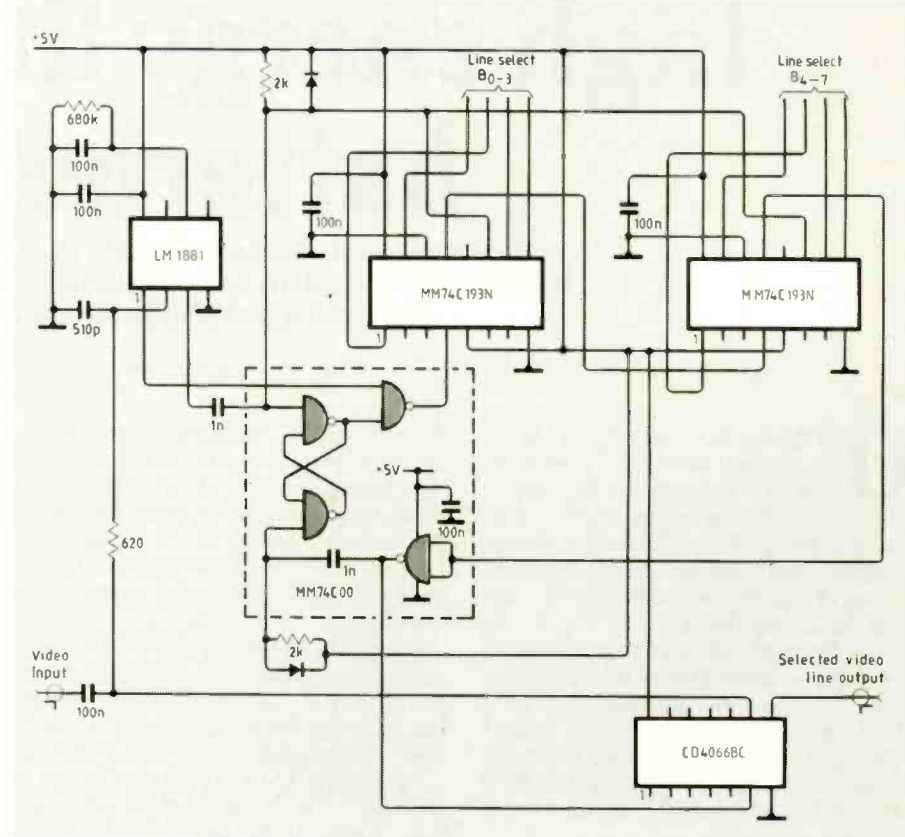 +5V
2k
Line select
B0-3
Line select
B4-7
680k
100n
100n
100n
100n
LM 1881
MM74C193N
MM74C193N
1
1
1
510p
1n
+5V
100n
620
1n
MM74C00
2k
Video
Input
100n
Selected video
line output
CD4066BC
1